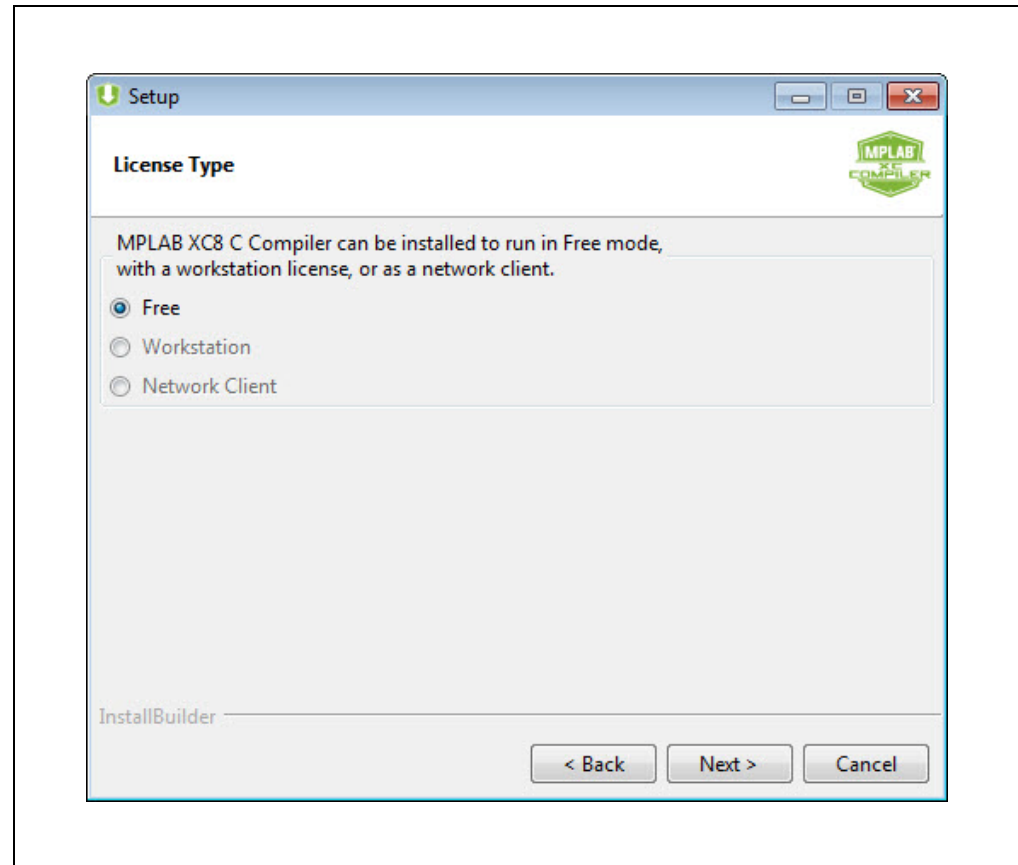 Setup
License Type
MPLAB
XC
COMPILER
MPLAB XC8 C Compiler can be installed to run in Free mode,
with a workstation license, or as a network client.
Free
Workstation
Network Client
InstallBuilder
< Back
Next >
Cancel